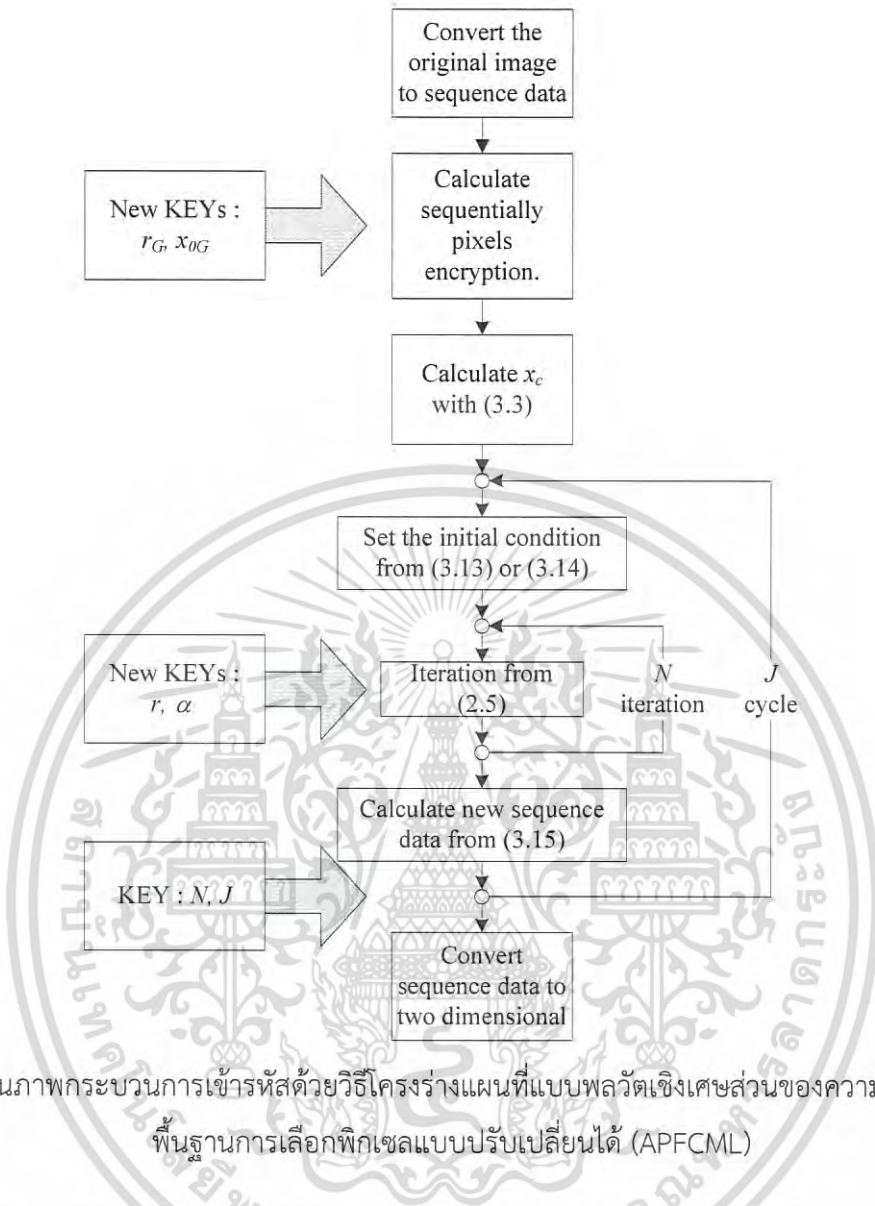 Convert the
original image
to sequence data
New KEYs :
r_G, x_0G
Calculate
sequentially
pixels
encryption.
Calculate x_c
with (3.3)
Set the initial condition
from (3.13) or (3.14)
New KEYs :
r, α
Iteration from
(2.5)
N
iteration
J
cycle
Calculate new sequence
data from (3.15)
KEY : N, J
Convert
sequence data to
two dimensional
นภาพกระบวนการเข้ารหัสด้วยวิธีโครงร่างแผนที่แบบพลวัตเชิงเศษส่วนของความ
พื้นฐานการเลือกพิกเซลแบบปรับเปลี่ยนได้ (APFCML)